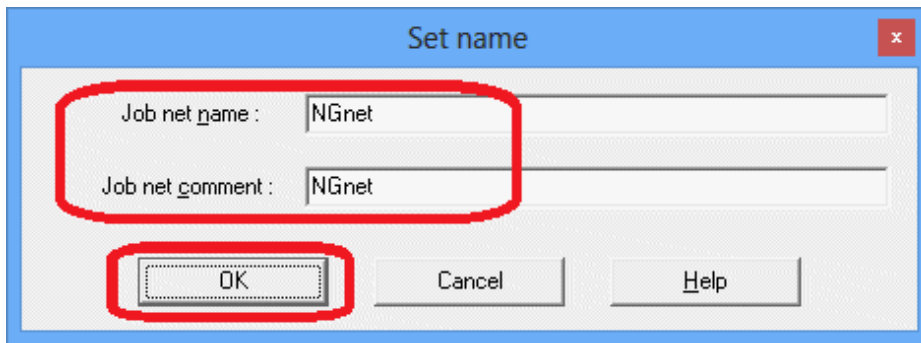 Set name
x
Job net name : NGnet
Job net comment : NGnet
OK Cancel Help